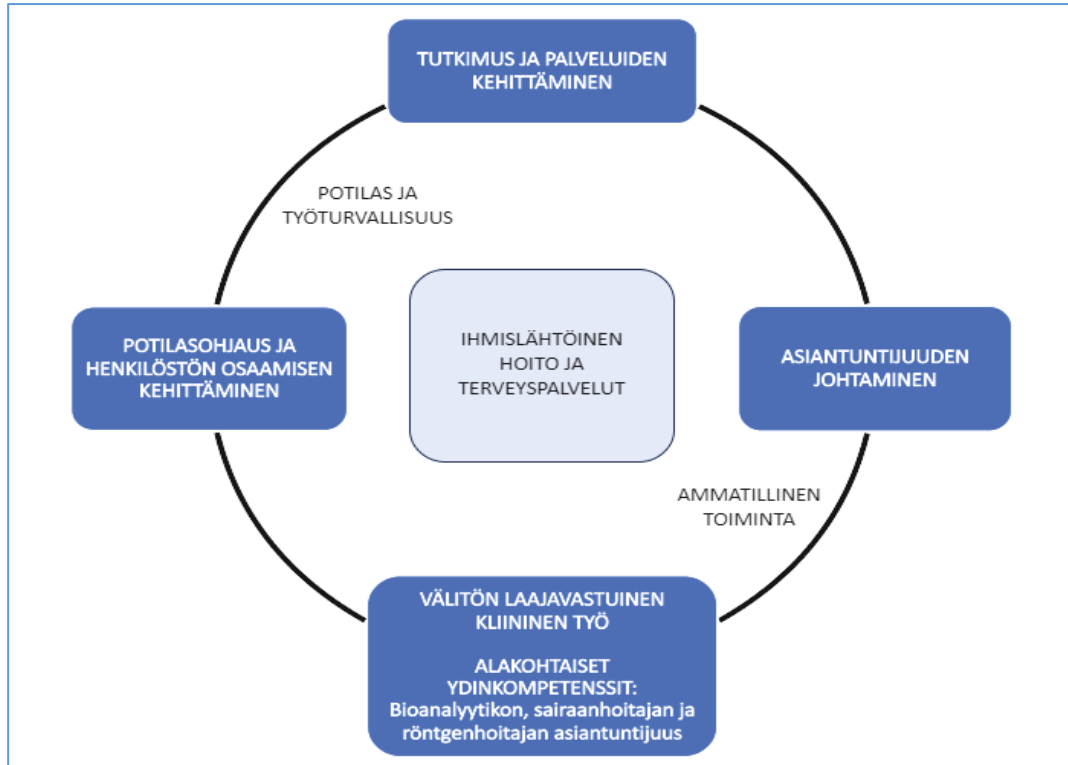 TUTKIMUS JA PALVELUIDEN
KEHITTÄMINEN
POTILAS JA
TYÖTURVALLISUUS
POTILASOHJAUS JA
HENKILÖSTÖN OSAAMISEN
KEHITTÄMINEN
IHMISLÄHTÖINEN
HOITO JA
TERVEYSPALVELUT
ASIANTUNTIJUUDEN
JOHTAMINEN
AMMATILLINEN
TOIMINTA
VÄLITÖN LAAJAVASTUINEN
KLIININEN TYÖ
ALAKOHTAISET
YDINKOMPETENSSIT:
Bioanalyytikon, sairaanhoitajan ja
röntgenhoitajan asiantuntijuus